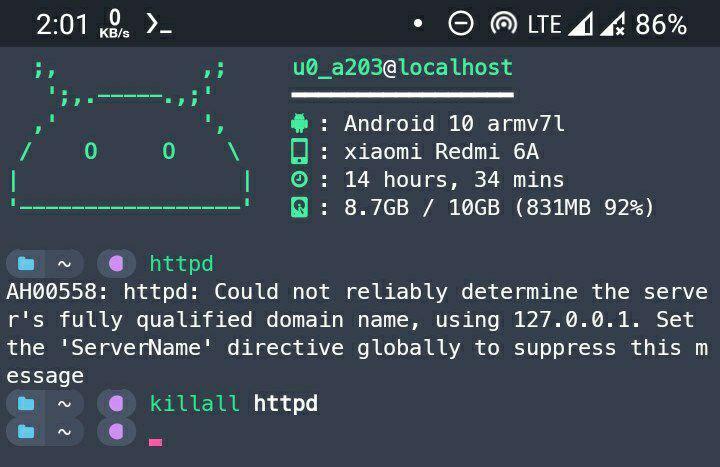 2:01 0 KB/s ❯_ LTE 86%
u0_a203@localhost
: Android 10 armv7l
: xiaomi Redmi 6A
: 14 hours, 34 mins
: 8.7GB / 10GB (831MB 92%)
~ httpd
AH00558: httpd: Could not reliably determine the serve
r's fully qualified domain name, using 127.0.0.1. Set
the 'ServerName' directive globally to suppress this m
essage
~ killall httpd
~